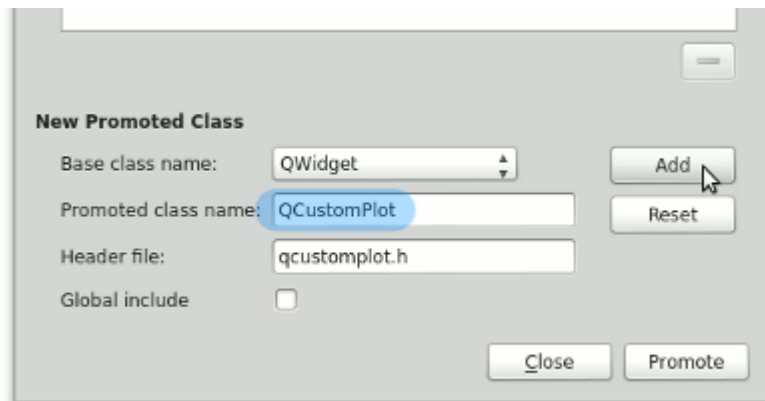 New Promoted Class
Base class name: QWidget Add
Promoted class name: QCustomPlot Reset
Header file: qcustomplot.h
Global include
Close Promote